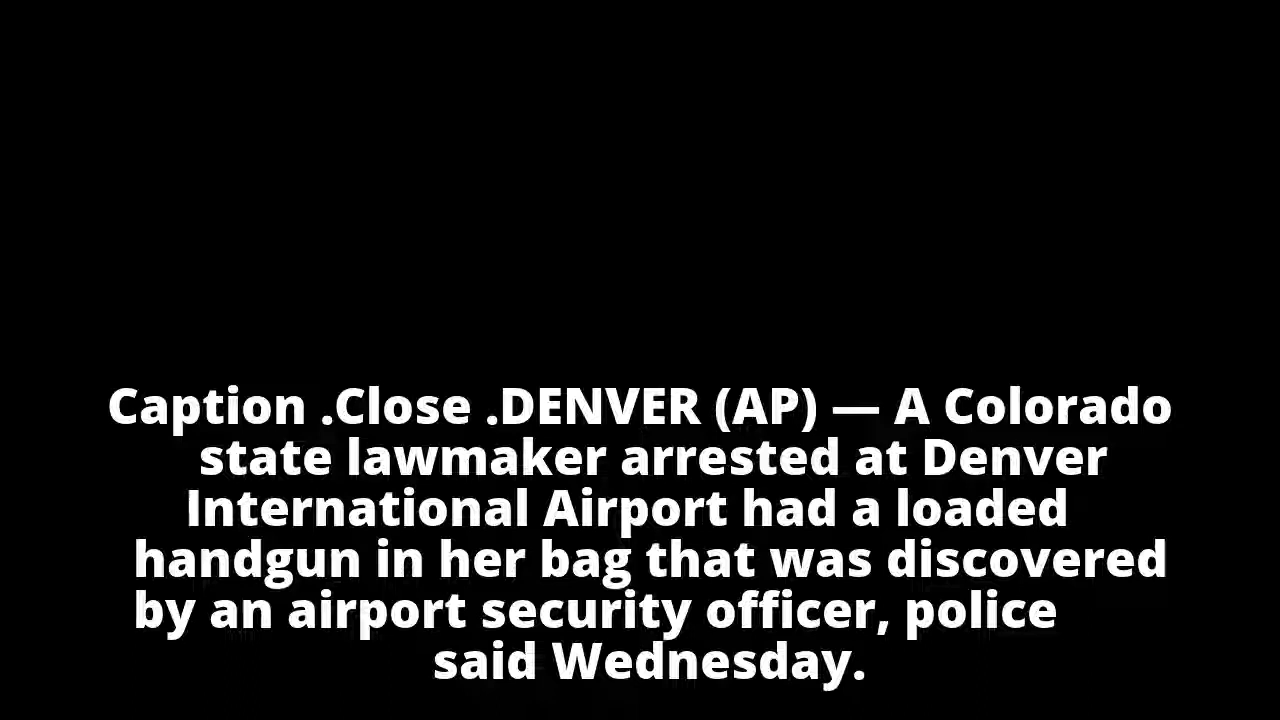 Caption .Close .DENVER (AP) — A Colorado
state lawmaker arrested at Denver
International Airport had a loaded
handgun in her bag that was discovered
by an airport security officer, police
said Wednesday.